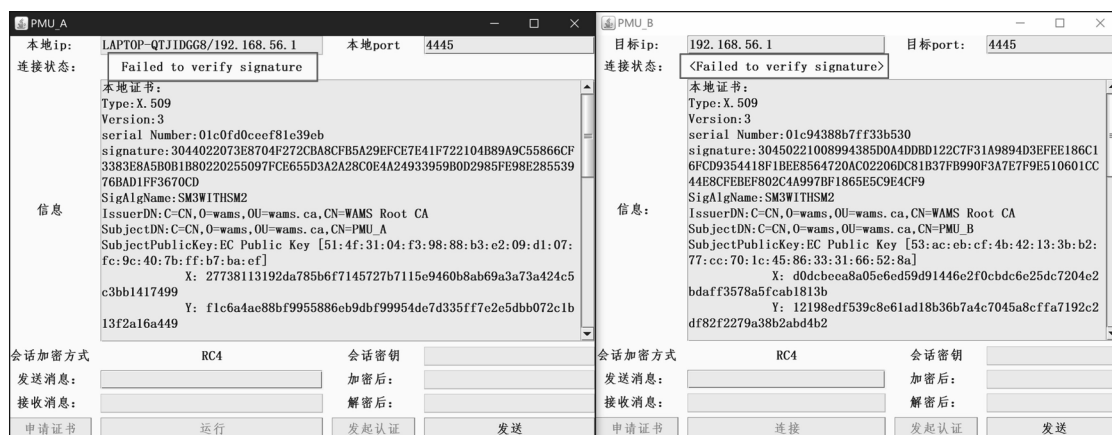 PMU_A
本地ip:
LAPTOP-QTJIDGG8/192.168.56.1
本地port
4445
连接状态:
Failed to verify signature
本地证书:
Type:X.509
Version:3
serial Number:01c0fd0ceef81e39eb
signature:3044022073E8704F272CBA8CFB5A29EFCE7E41F722104B89A9C55866CF
3383E8A5B0B1B80220255097FCE655D3A2A28C0E4A24933959B0D2985FE98E285539
76BAD1FF3670CD
SigAlgName:SM3WITHSM2
IssuerDN:C=CN,O=wams,OU=wams.ca,CN=WAMS Root CA
SubjectDN:C=CN,O=wams,OU=wams.ca,CN=PMU_A
SubjectPublicKey:EC Public Key [51:4f:31:04:f3:98:88:b3:e2:09:d1:07:
fc:9c:40:7b:ff:b7:ba:ef]
X: 27738113192da785b6f7145727b7115e9460b8ab69a3a73a424c5
c3bb1417499
Y: f1c6a4ae88bf9955886eb9dbf99954de7d335ff7e2e5dbb072c1b
13f2a16a449
信息
会话加密方式
RC4
会话密钥
发送消息:
加密后:
接收消息:
解密后:
申请证书
运行
发起认证
发送
PMU_B
目标ip:
192.168.56.1
目标port:
4445
连接状态:
<Failed to verify signature>
本地证书:
Type:X.509
Version:3
serial Number:01c94388b7ff33b530
signature:30450221008994385D0A4DDBD122C7F31A9894D3EFEE186C1
6FCD9354418F1BEE8564720AC02206DC81B37FB990F3A7E7F9E510601CC
44E8CFEBEF802C4A997BF1865E5C9E4CF9
SigAlgName:SM3WITHSM2
IssuerDN:C=CN,O=wams,OU=wams.ca,CN=WAMS Root CA
SubjectDN:C=CN,O=wams,OU=wams.ca,CN=PMU_B
SubjectPublicKey:EC Public Key [53:ac:eb:cf:4b:42:13:3b:b2:
77:cc:70:1c:45:86:33:31:66:52:8a]
X: d0dcbeea8a05e6ed59d91446e2f0cbdc6e25dc7204e2
bdaff3578a5fcab1813b
Y: 12198edf539c8e61ad18b36b7a4c7045a8cffa7192c2
df82f2279a38b2abd4b2
信息:
会话加密方式
RC4
会话密钥
发送消息:
加密后:
接收消息:
解密后:
申请证书
连接
发起认证
发送